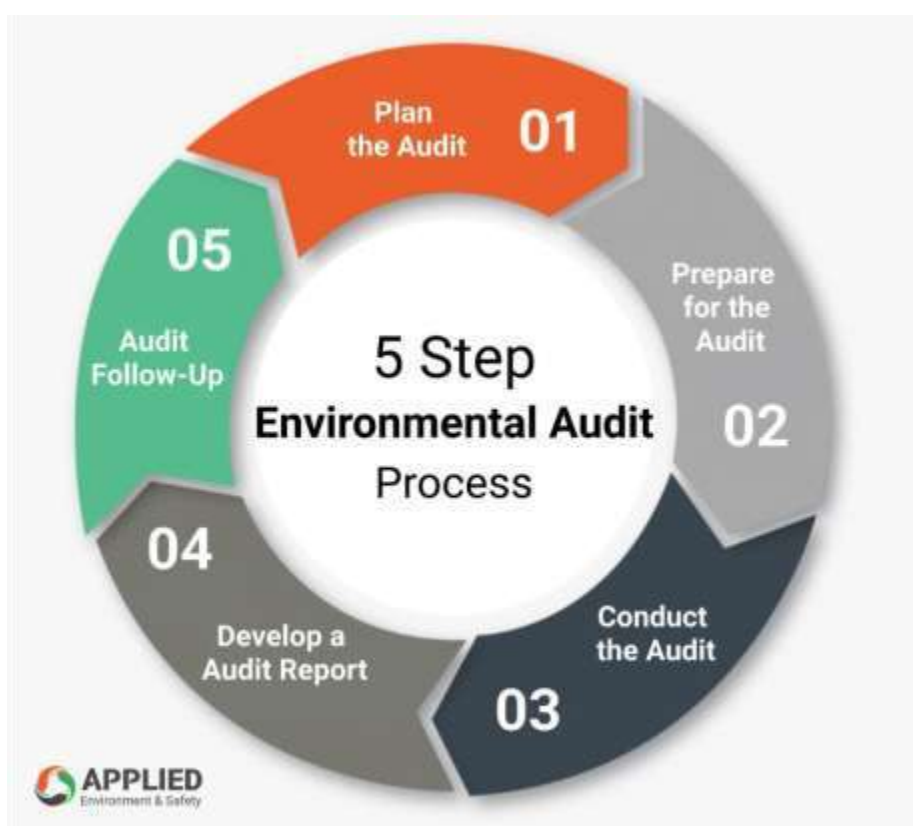 Plan
the Audit
01
Prepare
for the
Audit
02
Conduct
the Audit
03
Develop a
Audit Report
04
Audit
Follow-Up
05
5 Step
Environmental Audit
Process
APPLIED
Environment & Safety